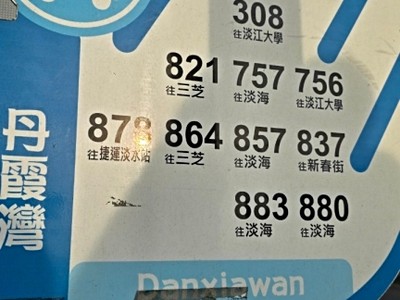 308
往淡江大學
821 757 756
往三芝 往淡海 往淡江大學
878 864 857 837
往捷運淡水站 往三芝 往淡海 往新春街
883 880
往淡海 往淡海
丹霞灣
Danxiawan